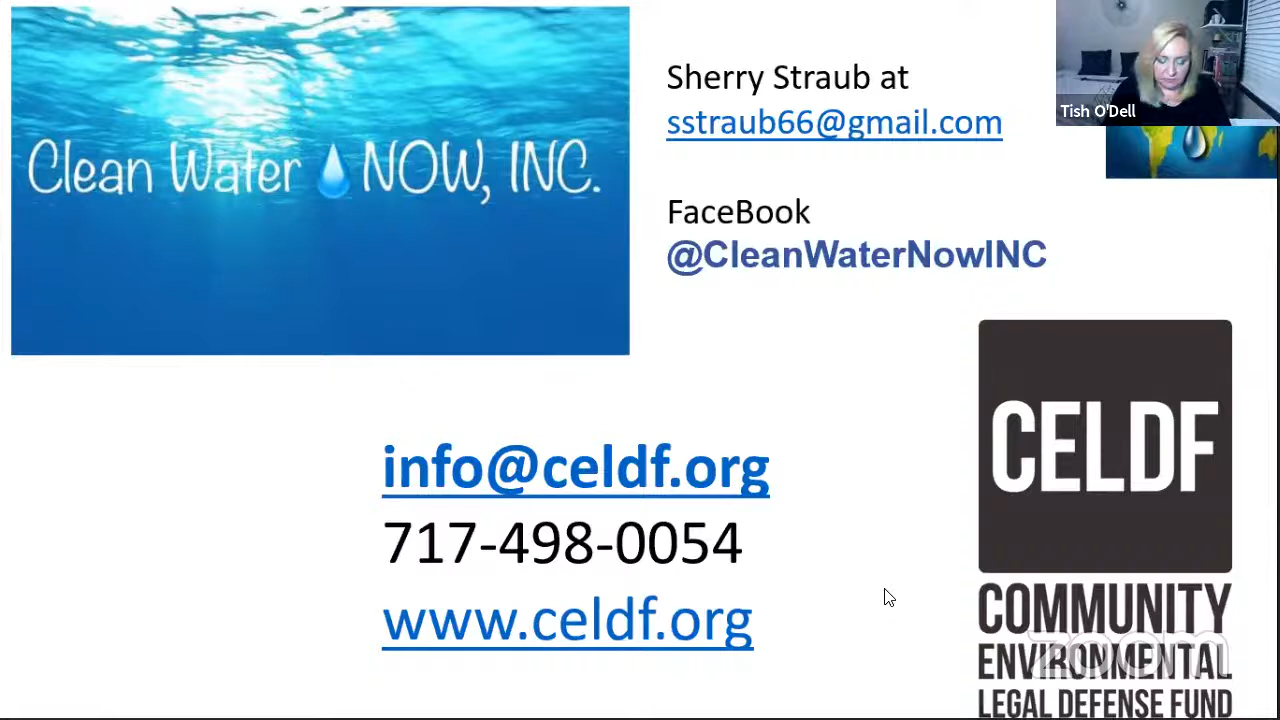 Clean Water NOW, INC.
Sherry Straub at
sstraub66@gmail.com
FaceBook
@CleanWaterNowINC
Tish O'Dell
info@celdf.org
717-498-0054
www.celdf.org
CELDF
COMMUNITY
ENVIRONMENTAL
LEGAL DEFENSE FUND
zoom